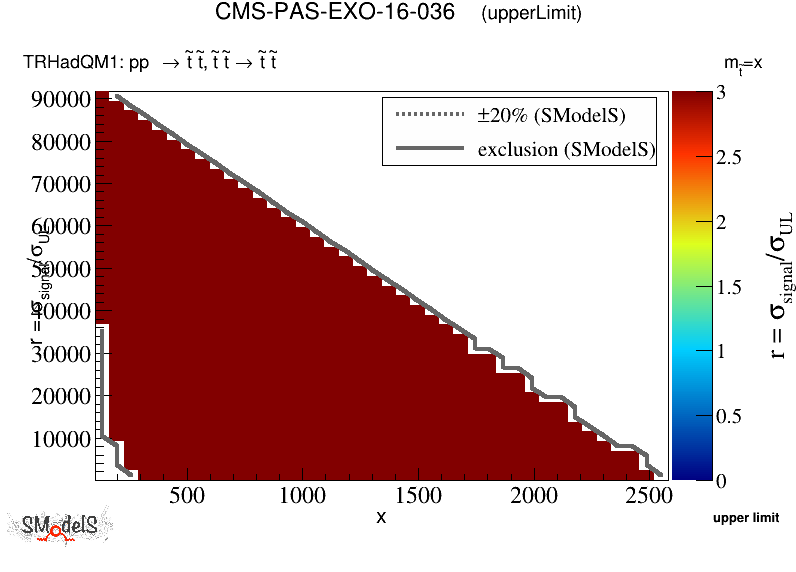 CMS-PAS-EXO-16-036 (upperLimit)
TRHadQM1: pp → t̃ t̃, t̃ t̃ → t̃ t̃
m_t̃=x
±20% (SModelS)
exclusion (SModelS)
90000
80000
70000
60000
50000
40000
30000
20000
10000
r = σ_signal/σ_UL
500
1000
1500
2000
2500
x
3
2.5
2
1.5
1
0.5
0
r = σ_signal/σ_UL
upper limit
SModelS